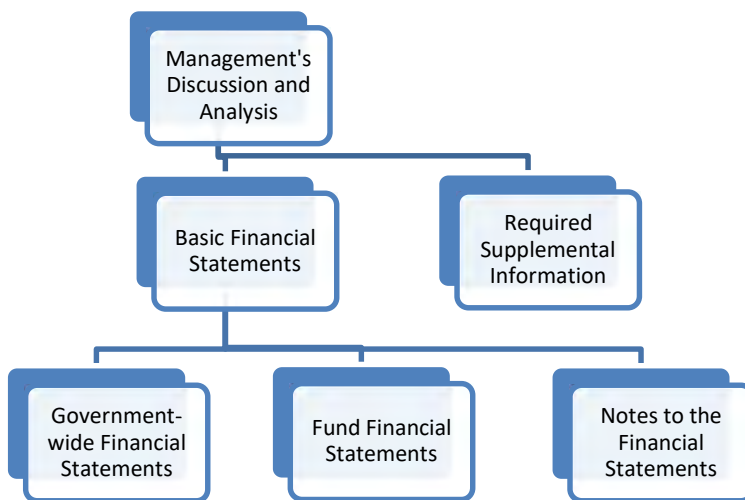 Management's
Discussion and
Analysis
Basic Financial
Statements
Required
Supplemental
Information
Government-
wide Financial
Statements
Fund Financial
Statements
Notes to the
Financial
Statements